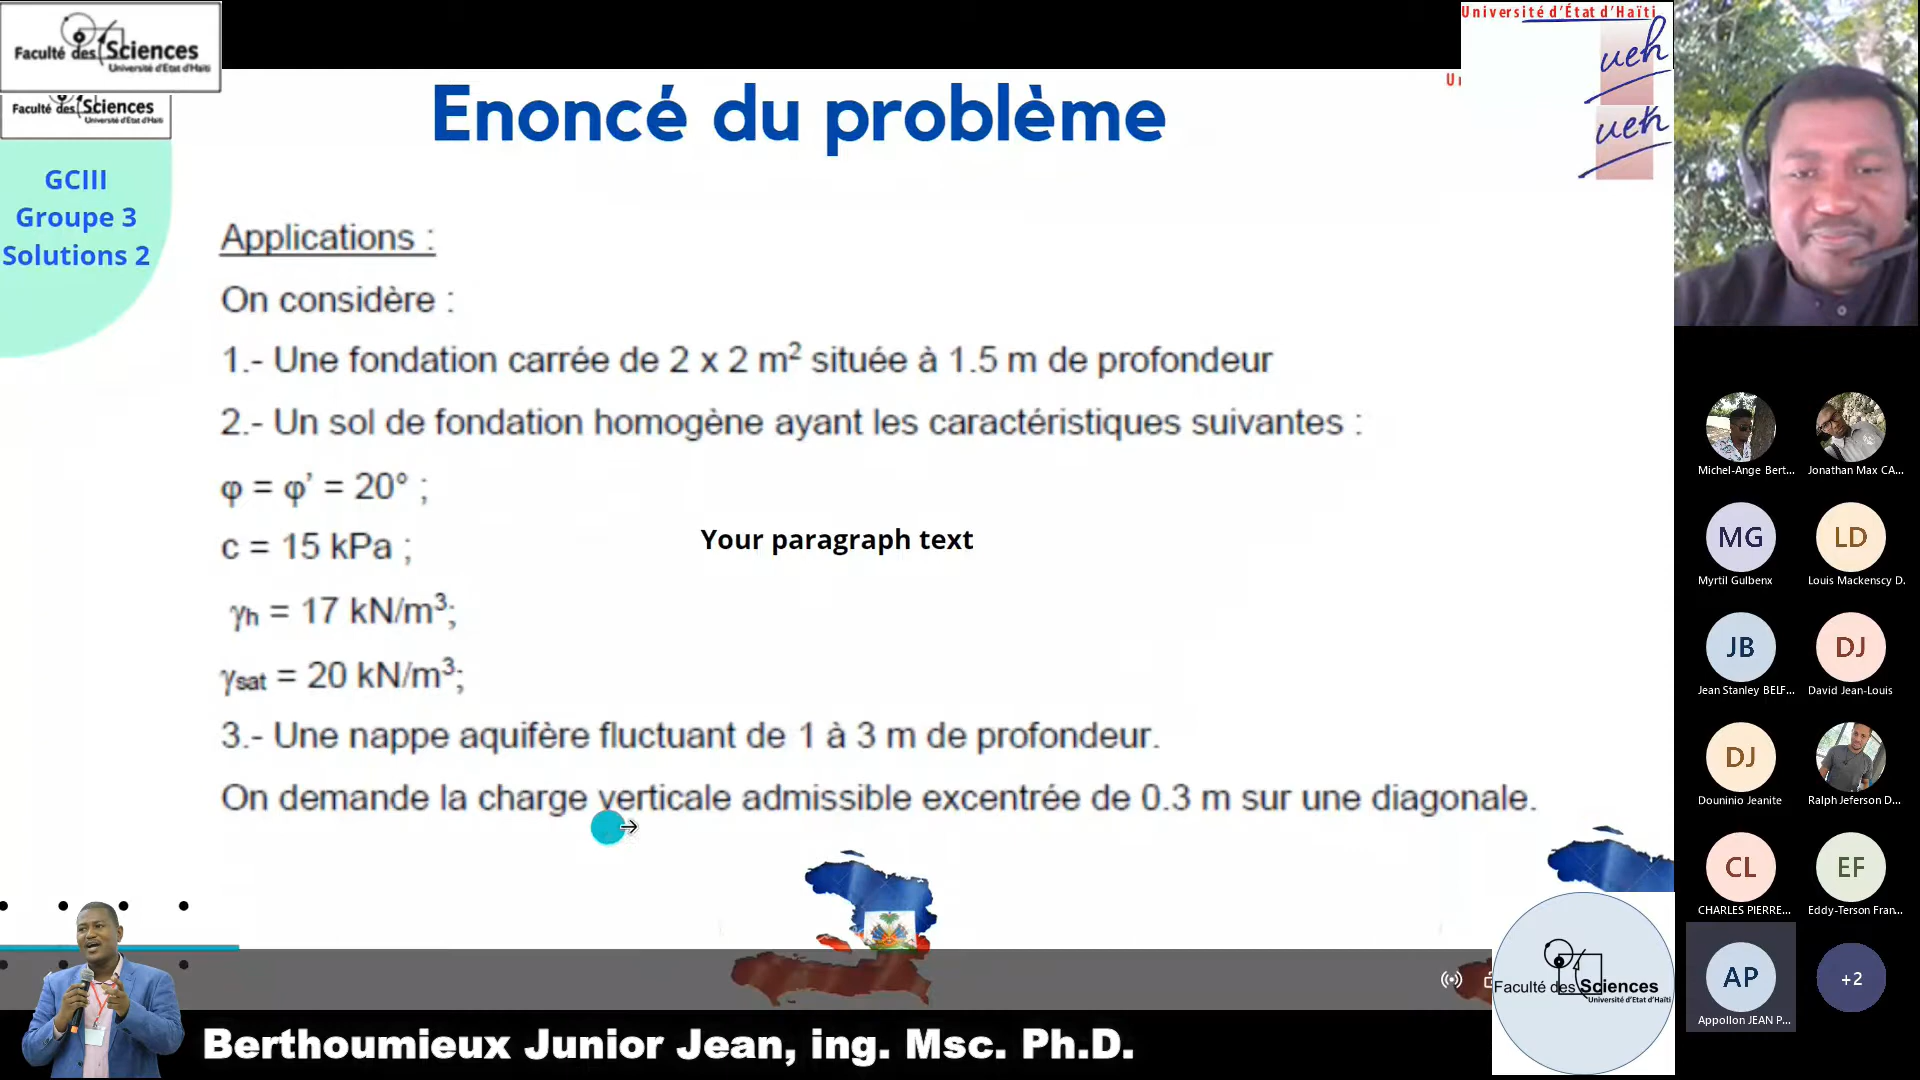 Faculté des Sciences
Université d'Etat d'Haïti
Faculté des Sciences
Université d'Etat d'Haïti
GCIII
Groupe 3
Solutions 2
Enoncé du problème
Université d'État d'Haïti
ueh
ueh
Applications :
On considère :
1.- Une fondation carrée de 2 x 2 m² située à 1.5 m de profondeur
2.- Un sol de fondation homogène ayant les caractéristiques suivantes :
φ = φ' = 20° ;
c = 15 kPa ;
Your paragraph text
γh = 17 kN/m³;
γsat = 20 kN/m³;
3.- Une nappe aquifère fluctuant de 1 à 3 m de profondeur.
On demande la charge verticale admissible excentrée de 0.3 m sur une diagonale.
Faculté des Sciences
Université d'Etat d'Haïti
Berthoumieux Junior Jean, ing. Msc. Ph.D.
Michel-Ange Bert...
Jonathan Max CA...
MG
Myrtil Gulbenx
LD
Louis Mackenscy D.
JB
Jean Stanley BELF...
DJ
David Jean-Louis
DJ
Douninio Jeanite
Ralph Jeferson D...
CL
CHARLES PIERRE...
EF
Eddy-Terson Fran...
AP
Appollon JEAN P...
+2